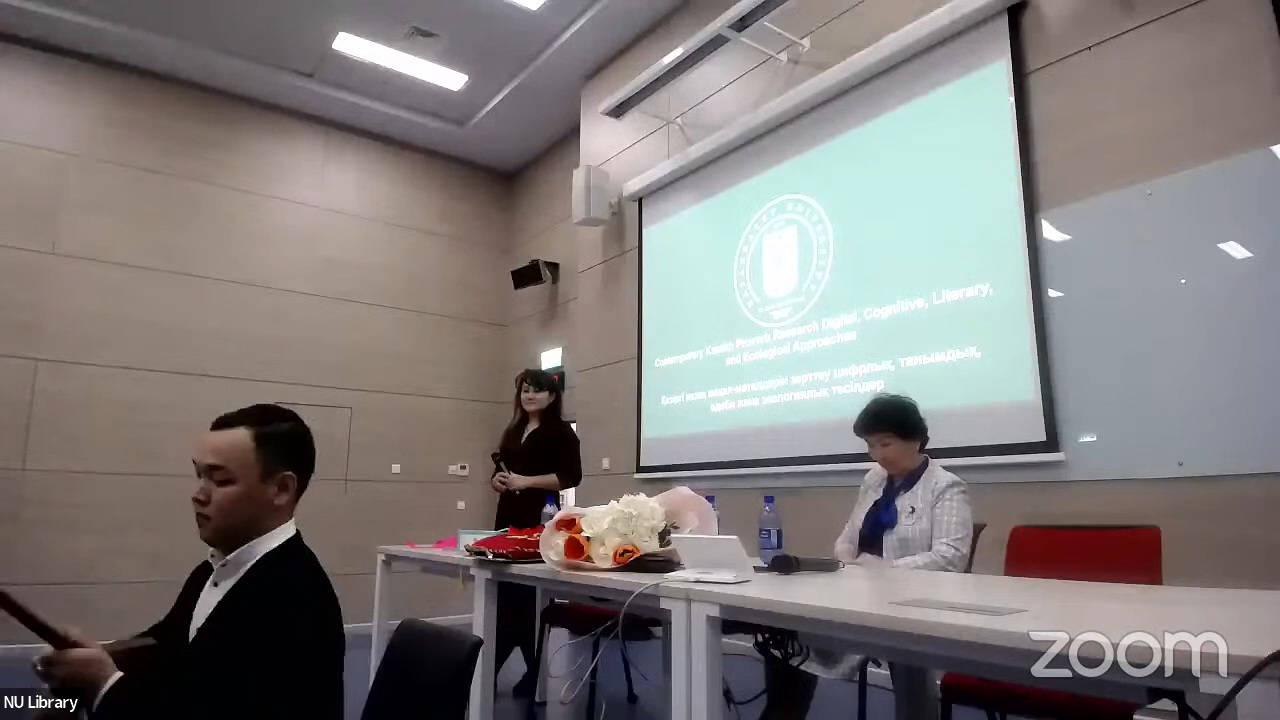 Contemporary Kazakh Proverb Research Digital, Cognitive, Literary,
and Ecological Approaches
Қазіргі қазақ мақал-мәтелдерін зерттеу цифрлық, танымдық,
әдеби және экологиялық тәсілдер
zoom
NU Library